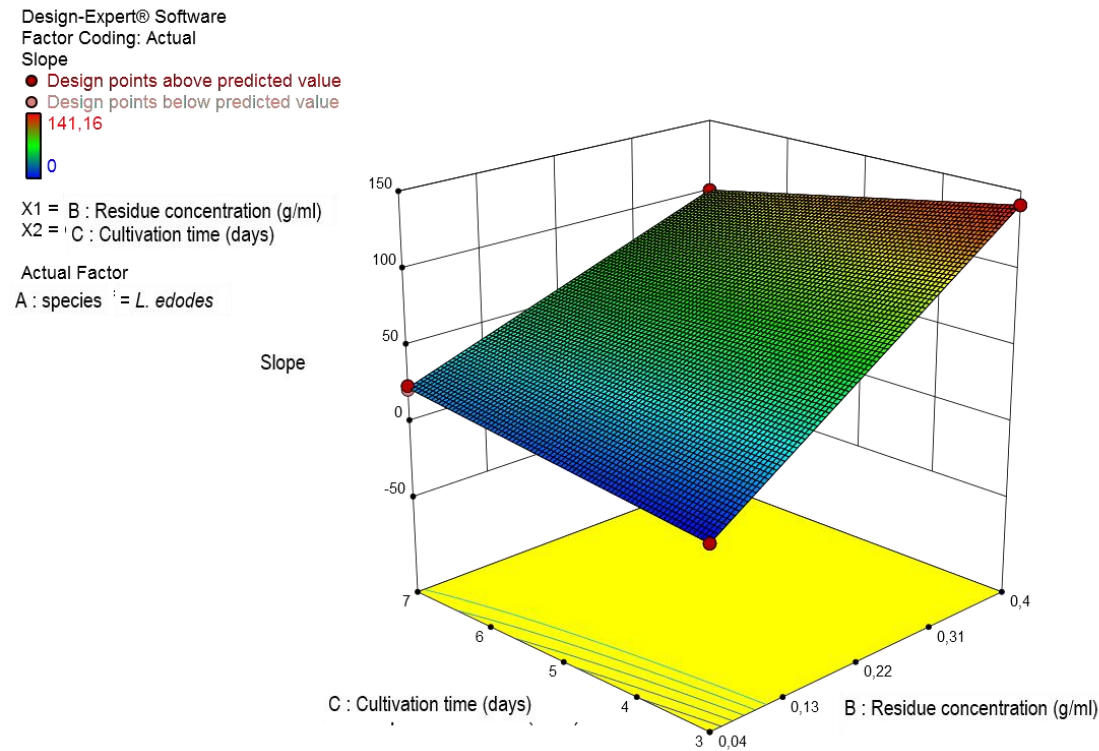 Design-Expert® Software
Factor Coding: Actual
Slope
Design points above predicted value
Design points below predicted value
141,16
0
X1 = B : Residue concentration (g/ml)
X2 = C : Cultivation time (days)
Actual Factor
A : species = L. edodes
150
100
50
0
-50
Slope
7
6
5
4
3
0,04
0,13
0,22
0,31
0,4
C : Cultivation time (days)
B : Residue concentration (g/ml)